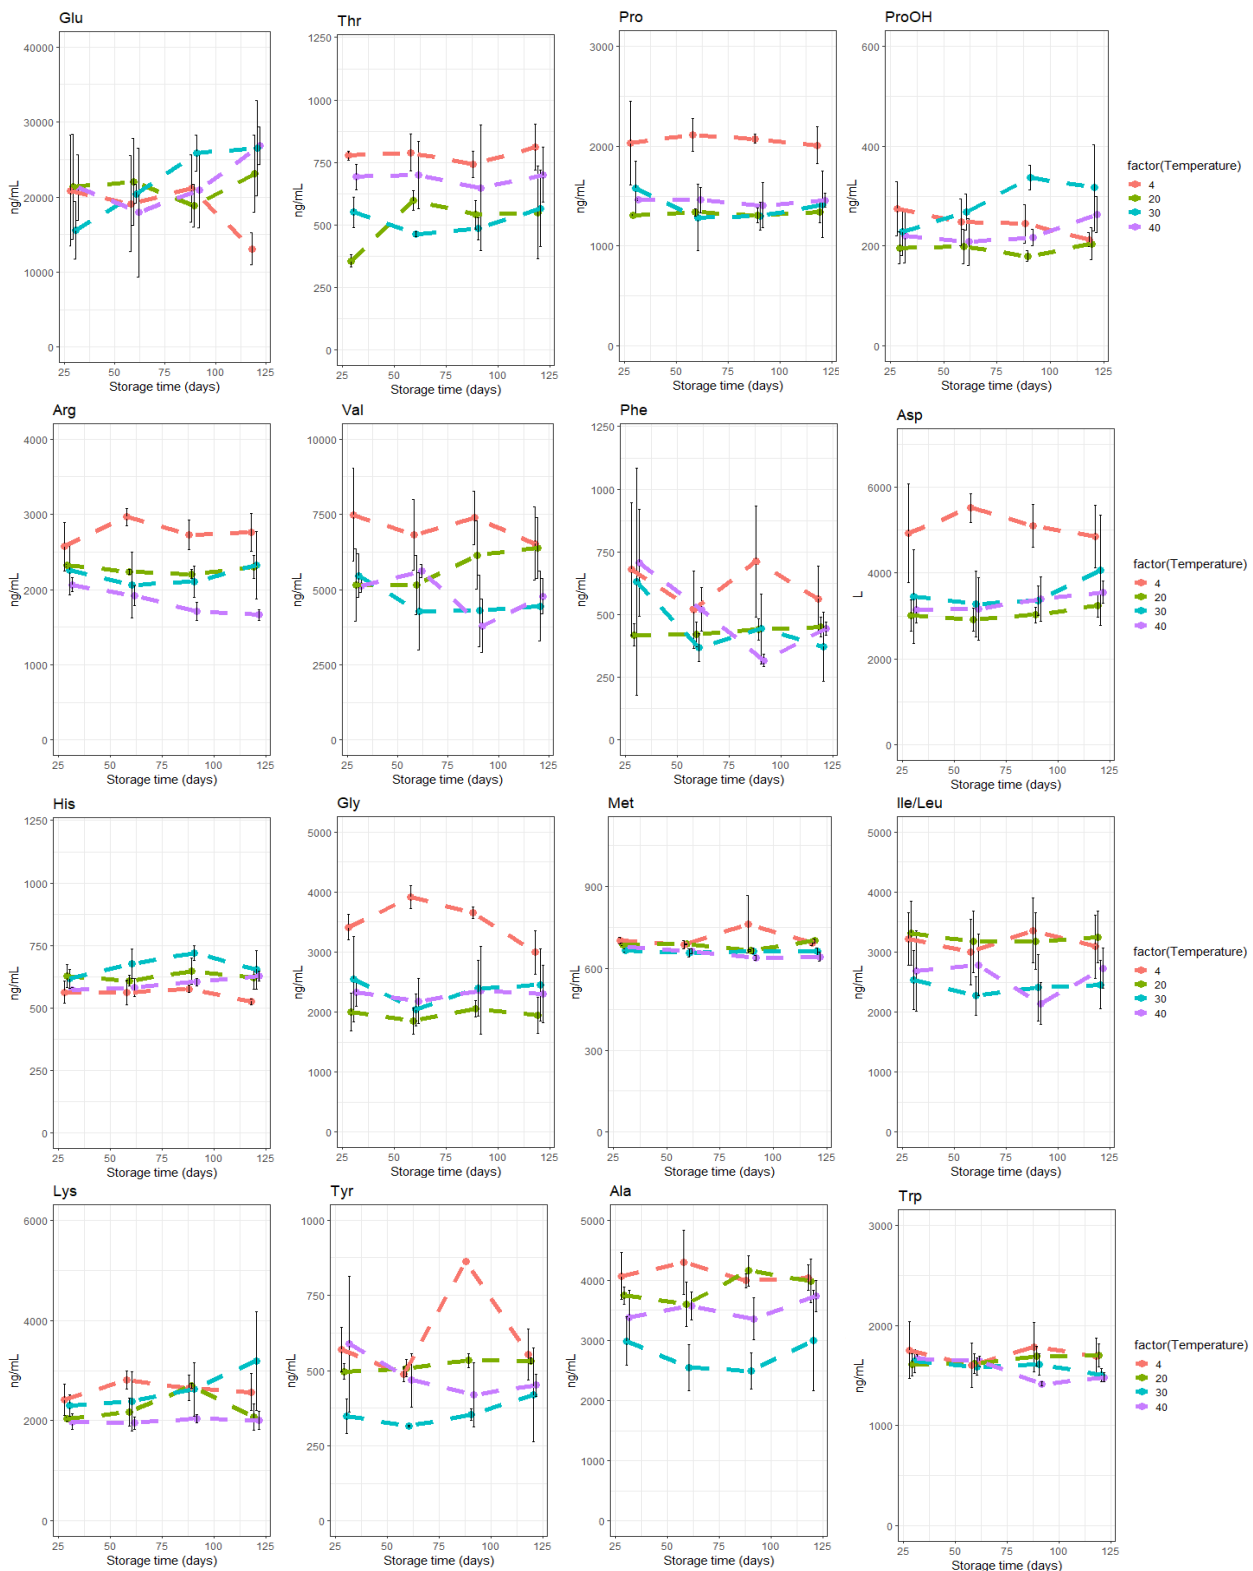 Glu
Thr
Pro
ProOH
40000
30000
20000
10000
0
ng/mL
25 50 75 100 125
Storage time (days)
1250
1000
750
500
250
0
ng/mL
25 50 75 100 125
Storage time (days)
3000
2000
1000
0
ng/mL
25 50 75 100 125
Storage time (days)
600
400
200
0
ng/mL
25 50 75 100 125
Storage time (days)
factor(Temperature)
4
20
30
40
Arg
Val
Phe
Asp
4000
3000
2000
1000
0
ng/mL
25 50 75 100 125
Storage time (days)
10000
7500
5000
2500
0
ng/mL
25 50 75 100 125
Storage time (days)
1250
1000
750
500
250
0
ng/mL
25 50 75 100 125
Storage time (days)
6000
4000
2000
0
L
25 50 75 100 125
Storage time (days)
factor(Temperature)
4
20
30
40
His
Gly
Met
Ile/Leu
1250
1000
750
500
250
0
ng/mL
25 50 75 100 125
Storage time (days)
5000
4000
3000
2000
1000
0
ng/mL
25 50 75 100 125
Storage time (days)
900
600
300
0
ng/mL
25 50 75 100 125
Storage time (days)
5000
4000
3000
2000
1000
0
ng/mL
25 50 75 100 125
Storage time (days)
factor(Temperature)
4
20
30
40
Lys
Tyr
Ala
Trp
6000
4000
2000
0
ng/mL
25 50 75 100 125
Storage time (days)
1000
750
500
250
0
ng/mL
25 50 75 100 125
Storage time (days)
5000
4000
3000
2000
1000
0
ng/mL
25 50 75 100 125
Storage time (days)
3000
2000
1000
0
ng/mL
25 50 75 100 125
Storage time (days)
factor(Temperature)
4
20
30
40